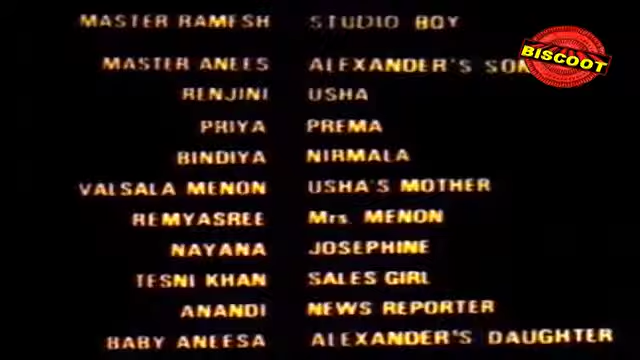 MASTER RAMESH STUDIO BOY
MASTER ANEES ALEXANDER'S SON
BISCOOT
RENJINI USHA
PRIYA PREMA
BINDIYA NIRMALA
VALSALA MENON USHA'S MOTHER
REMYASREE Mrs. MENON
NAYANA JOSEPHINE
TESNI KHAN SALES GIRL
ANANDI NEWS REPORTER
BABY ANEESA ALEXANDER'S DAUGHTER